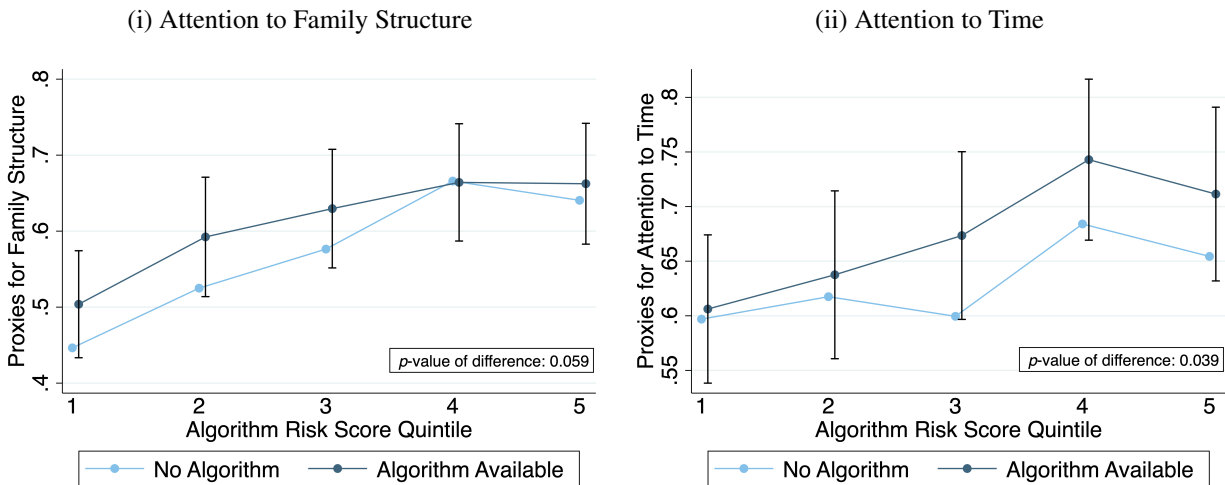 (i) Attention to Family Structure
Proxies for Family Structure
.8
.7
.6
.5
.4
p-value of difference: 0.059
1 2 3 4 5
Algorithm Risk Score Quintile
No Algorithm Algorithm Available
(ii) Attention to Time
Proxies for Attention to Time
.8
.75
.7
.65
.6
.55
p-value of difference: 0.039
1 2 3 4 5
Algorithm Risk Score Quintile
No Algorithm Algorithm Available